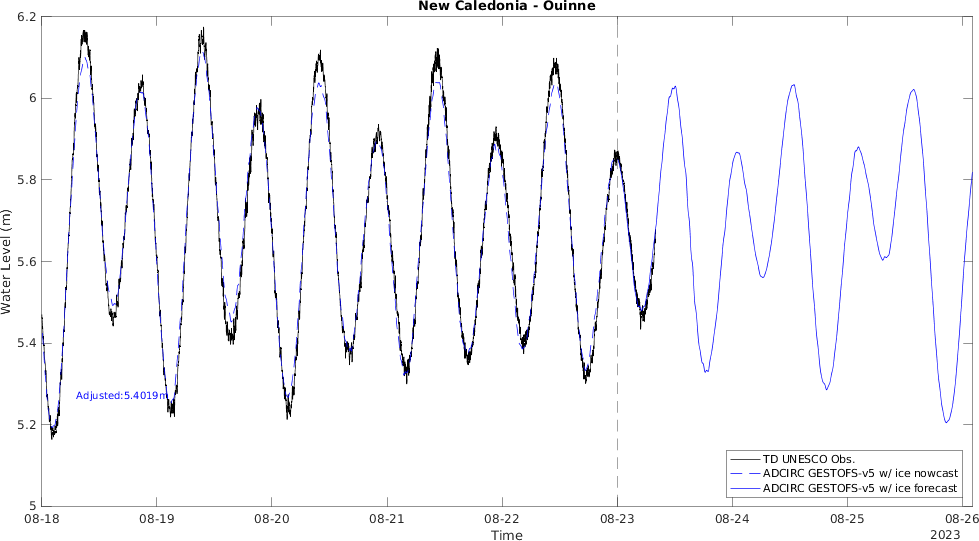 New Caledonia - Ouinne
6.2
6
5.8
5.6
5.4
5.2
5
Water Level (m)
Adjusted:5.4019m
TD UNESCO Obs.
ADCIRC GESTOFS-v5 w/ ice nowcast
ADCIRC GESTOFS-v5 w/ ice forecast
08-18
08-19
08-20
08-21
08-22
08-23
08-24
08-25
08-26
Time
2023